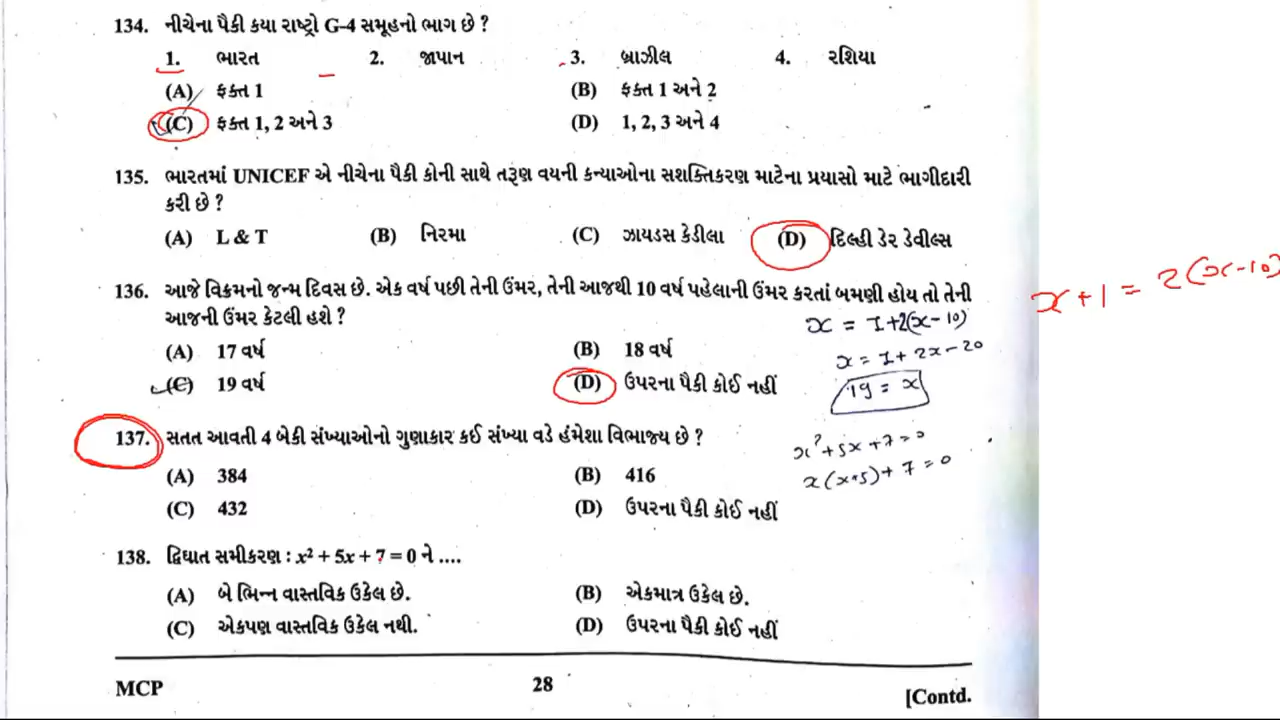 134. નીચેના પૈકી કયા રાષ્ટ્રો G-4 સમૂહનો ભાગ છે ?
1. ભારત 2. જાપાન 3. બ્રાઝીલ 4. રશિયા
(A) ફક્ત 1 (B) ફક્ત 1 અને 2
(C) ફક્ત 1, 2 અને 3 (D) 1, 2, 3 અને 4
135. ભારતમાં UNICEF એ નીચેના પૈકી કોની સાથે તરૂણ વયની કન્યાઓના સશક્તિકરણ માટેના પ્રયાસો માટે ભાગીદારી
કરી છે ?
(A) L & T (B) નિરમા (C) ઝાયડસ કેડીલા (D) દિલ્હી ડેર ડેવીલ્સ
136. આજે વિક્રમનો જન્મ દિવસ છે. એક વર્ષ પછી તેની ઉંમર, તેની આજથી 10 વર્ષ પહેલાની ઉંમર કરતાં બમણી હોય તો તેની
આજની ઉંમર કેટલી હશે ?
x = 1+2(x-10)
x+1 = 2(x-10)
(A) 17 વર્ષ (B) 18 વર્ષ
x = 1+2x-20
(C) 19 વર્ષ (D) ઉપરના પૈકી કોઈ નહીં
19 = x
137. સતત આવતી 4 બેકી સંખ્યાઓનો ગુણાકાર કઈ સંખ્યા વડે હંમેશા વિભાજ્ય છે ?
x²+5x+7=0
(A) 384 (B) 416
x(x+5)+7=0
(C) 432 (D) ઉપરના પૈકી કોઈ નહીં
138. દ્વિઘાત સમીકરણ : x² + 5x + 7 = 0 ને ....
(A) બે ભિન્ન વાસ્તવિક ઉકેલ છે. (B) એકમાત્ર ઉકેલ છે.
(C) એકપણ વાસ્તવિક ઉકેલ નથી. (D) ઉપરના પૈકી કોઈ નહીં
MCP 28 [Contd.